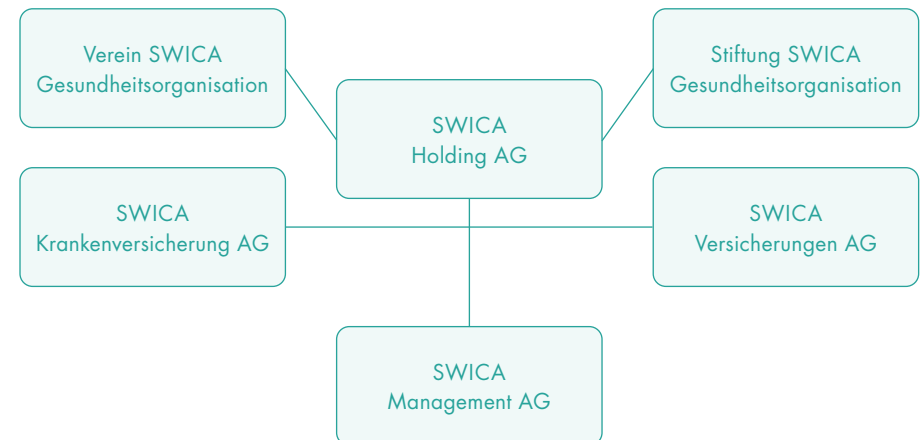 Verein SWICA
Gesundheitsorganisation
Stiftung SWICA
Gesundheitsorganisation
SWICA
Holding AG
SWICA
Krankenversicherung AG
SWICA
Versicherungen AG
SWICA
Management AG